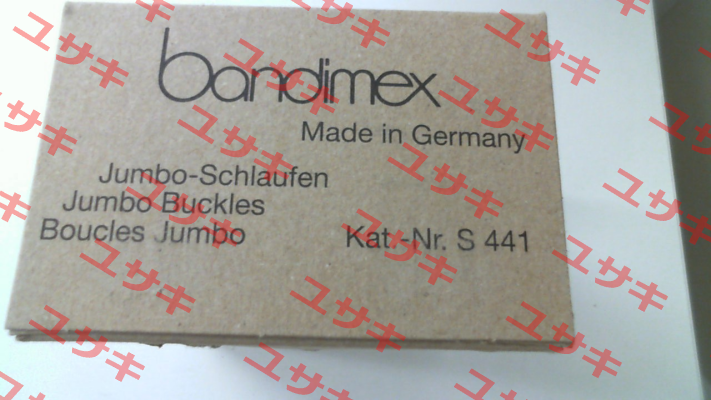 bandimex
Made in Germany
Jumbo-Schlaufen
Jumbo Buckles
Boucles Jumbo
Kat.-Nr. S 441
ユサキ